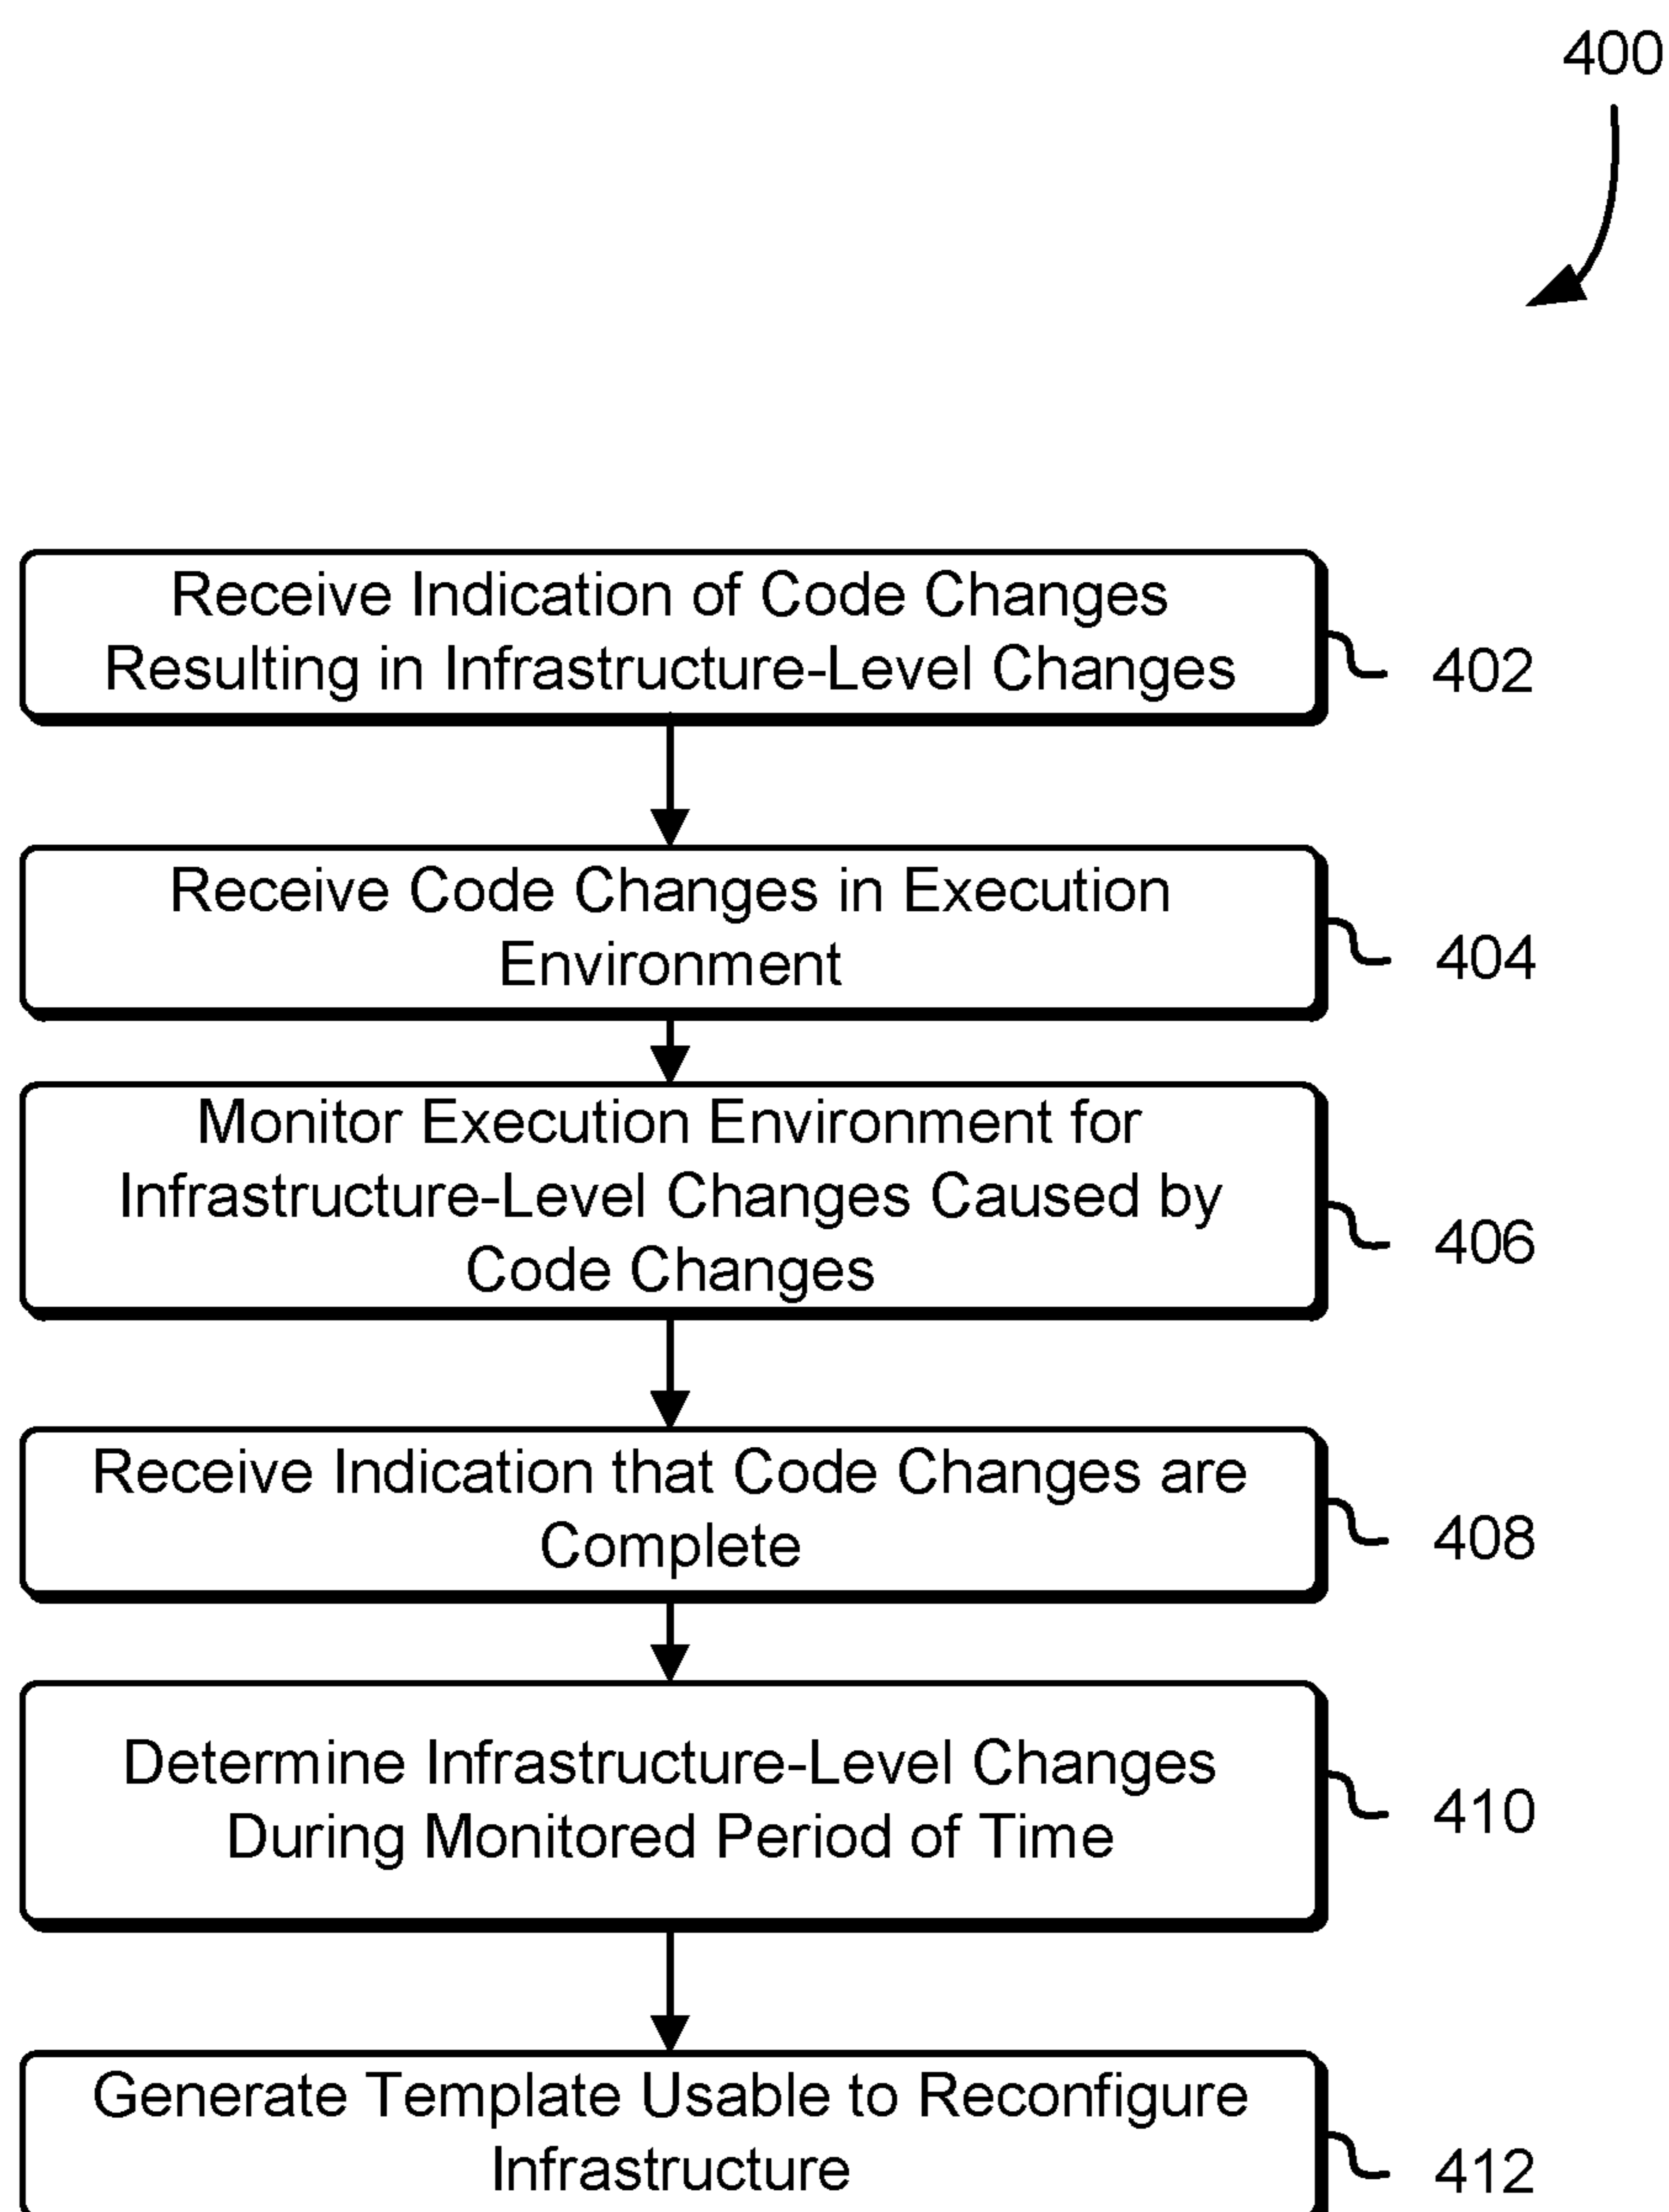 400
Receive Indication of Code Changes
Resulting in Infrastructure-Level Changes
402
Receive Code Changes in Execution
Environment
404
Monitor Execution Environment for
Infrastructure-Level Changes Caused by
Code Changes
406
Receive Indication that Code Changes are
Complete
408
Determine Infrastructure-Level Changes
During Monitored Period of Time
410
Generate Template Usable to Reconfigure
Infrastructure
412